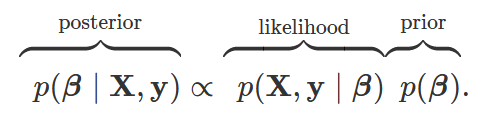 posterior likelihood prior
p(β | X, y) ∝ p(X, y | β) p(β).